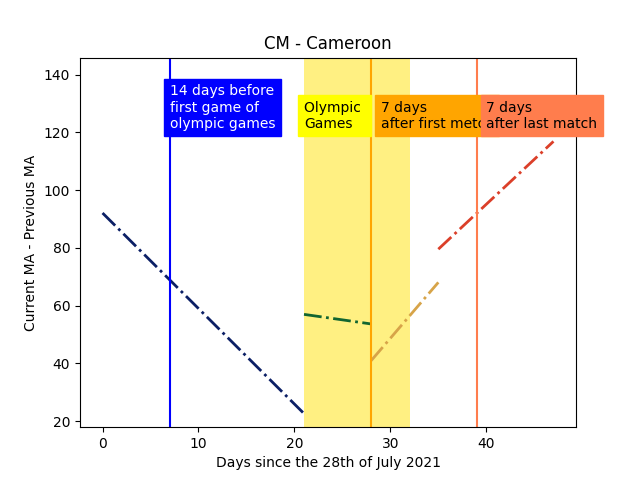 CM - Cameroon
14 days before
first game of
olympic games
Olympic
Games
7 days
after first
7 days
after last match
Current MA - Previous MA
140
120
100
80
60
40
20
0
10
20
30
40
Days since the 28th of July 2021